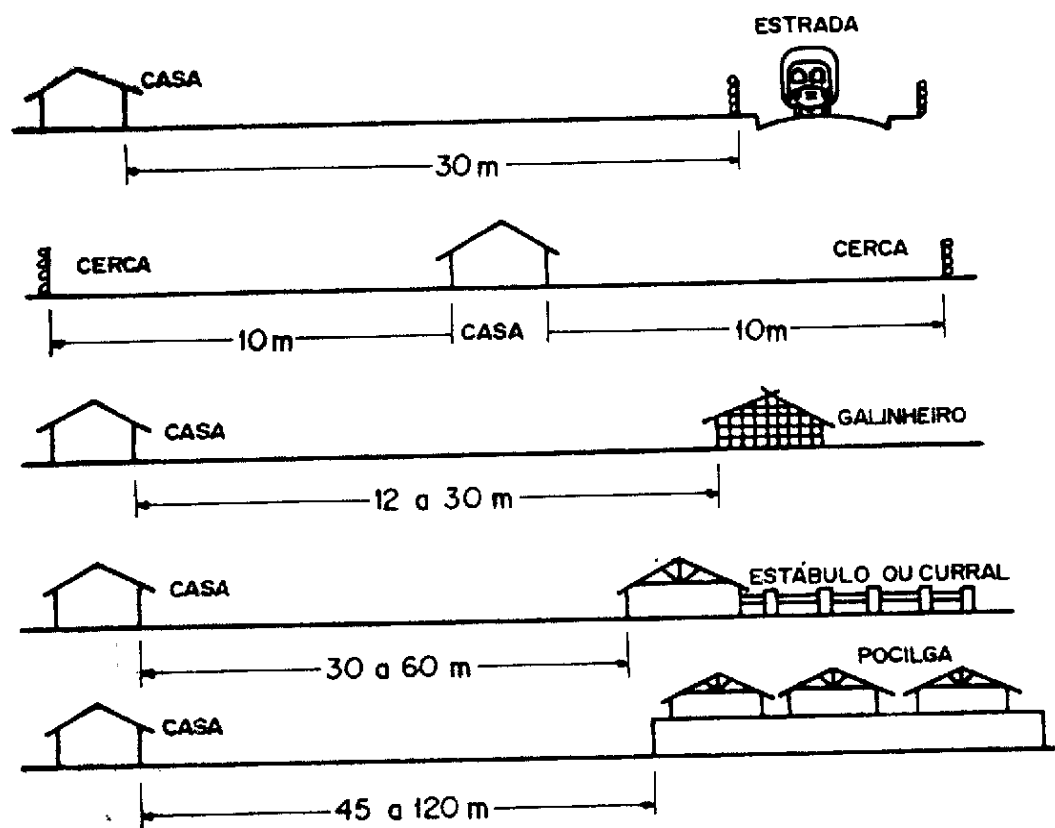 ESTRADA
CASA
30 m
CERCA
CERCA
10 m
CASA
10 m
CASA
GALINHEIRO
12 a 30 m
CASA
ESTÁBULO OU CURRAL
30 a 60 m
POCILGA
CASA
45 a 120 m